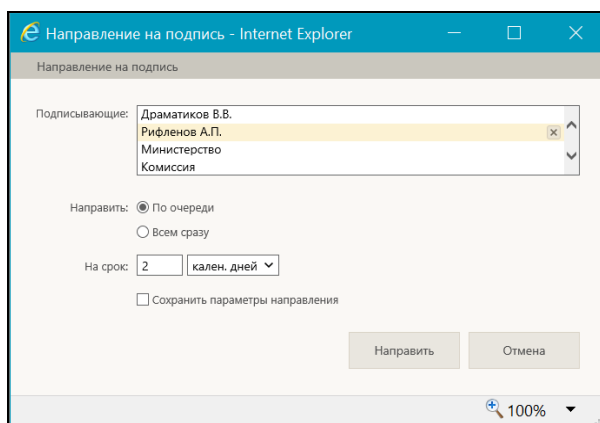 Направление на подпись - Internet Explorer
Направление на подпись
Подписывающие: Драматиков В.В.
Рифленов А.П.
Министерство
Комиссия
Направить: По очереди
Всем сразу
На срок: 2 кален. дней
Сохранить параметры направления
Направить Отмена
100%